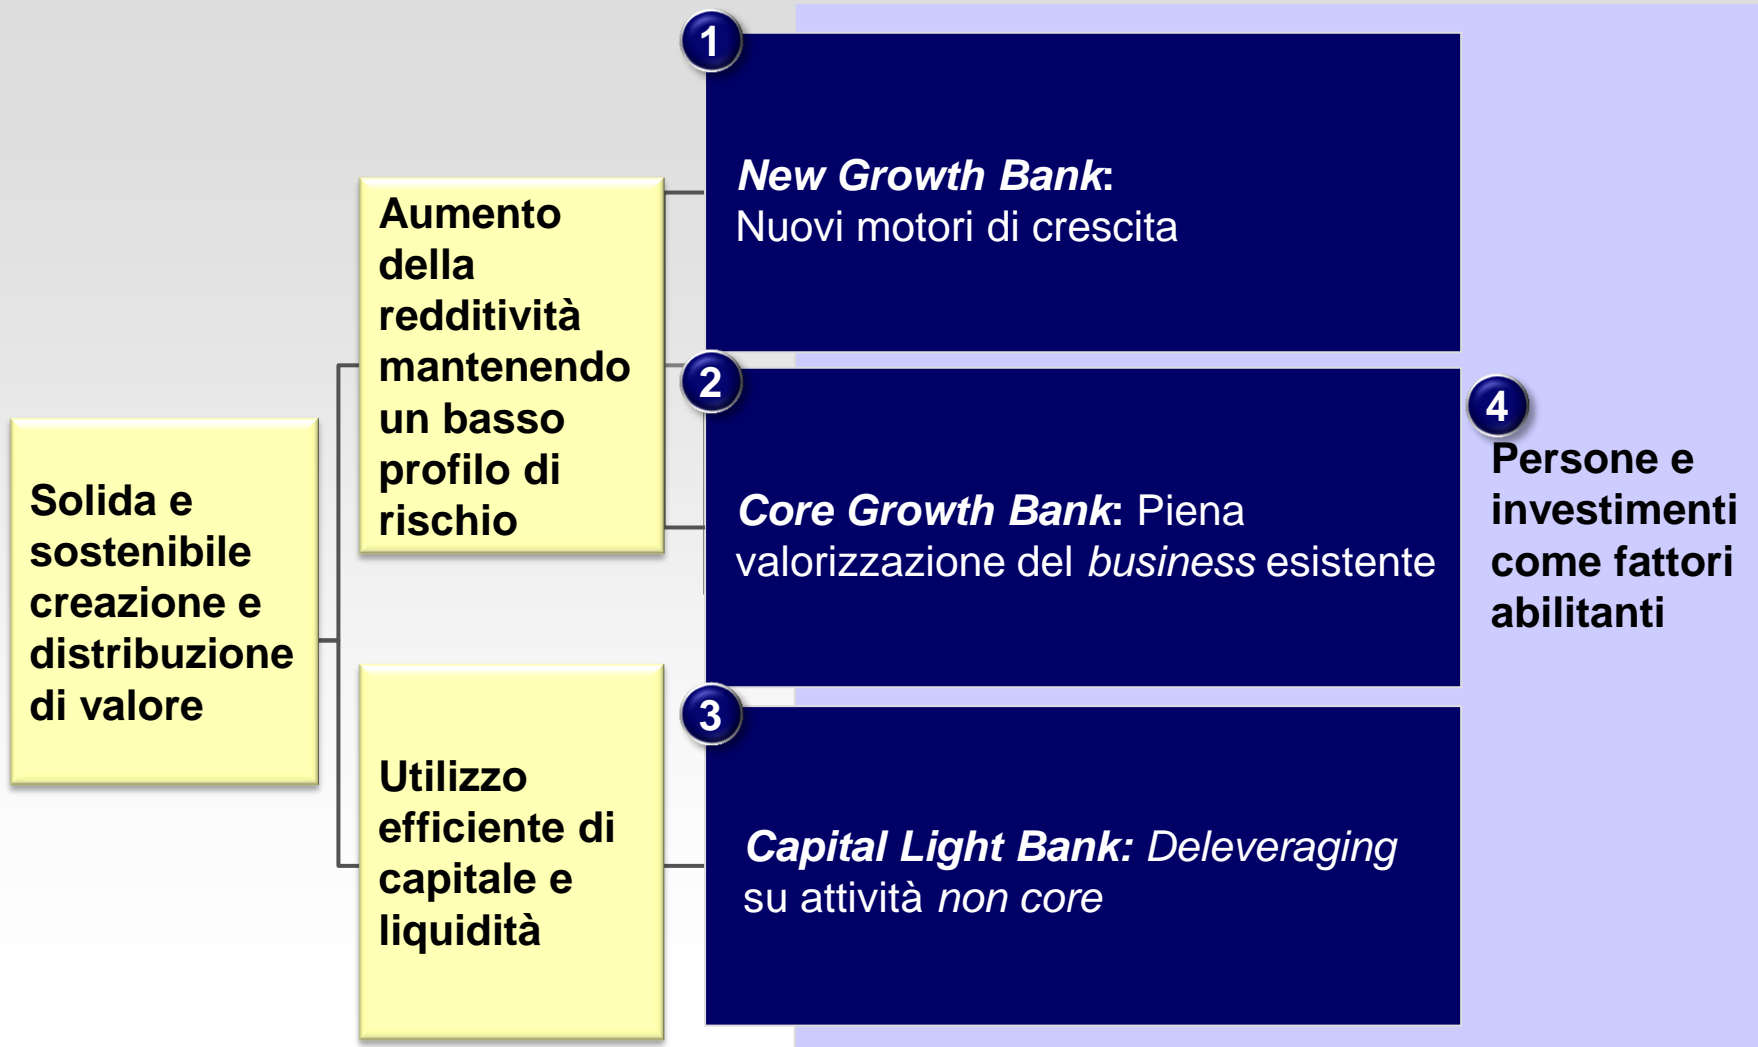 Solida e
sostenibile
creazione e
distribuzione
di valore
Aumento
della
redditività
mantenendo
un basso
profilo di
rischio
Utilizzo
efficiente di
capitale e
liquidità
1
New Growth Bank:
Nuovi motori di crescita
2
Core Growth Bank: Piena
valorizzazione del business esistente
3
Capital Light Bank: Deleveraging
su attività non core
4
Persone e
investimenti
come fattori
abilitanti